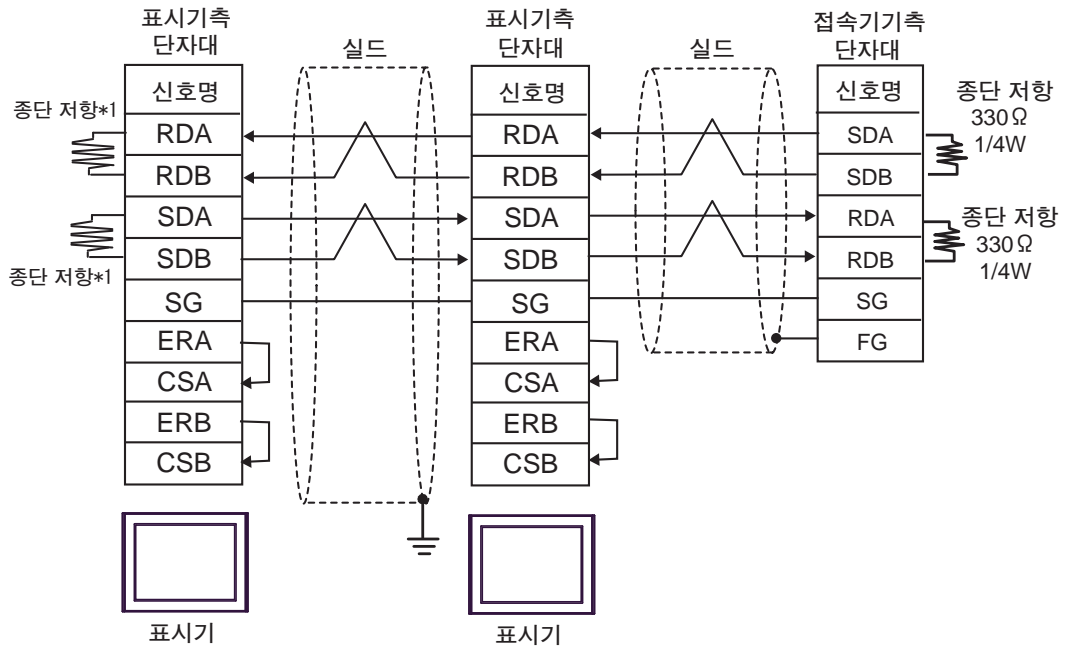 표시기측
단자대
실드
표시기측
단자대
실드
접속기기측
단자대
종단 저항*1
종단 저항*1
신호명
RDA
RDB
SDA
SDB
SG
ERA
CSA
ERB
CSB
신호명
RDA
RDB
SDA
SDB
SG
ERA
CSA
ERB
CSB
신호명
SDA
SDB
RDA
RDB
SG
FG
종단 저항
330Ω
1/4W
종단 저항
330Ω
1/4W
표시기
표시기